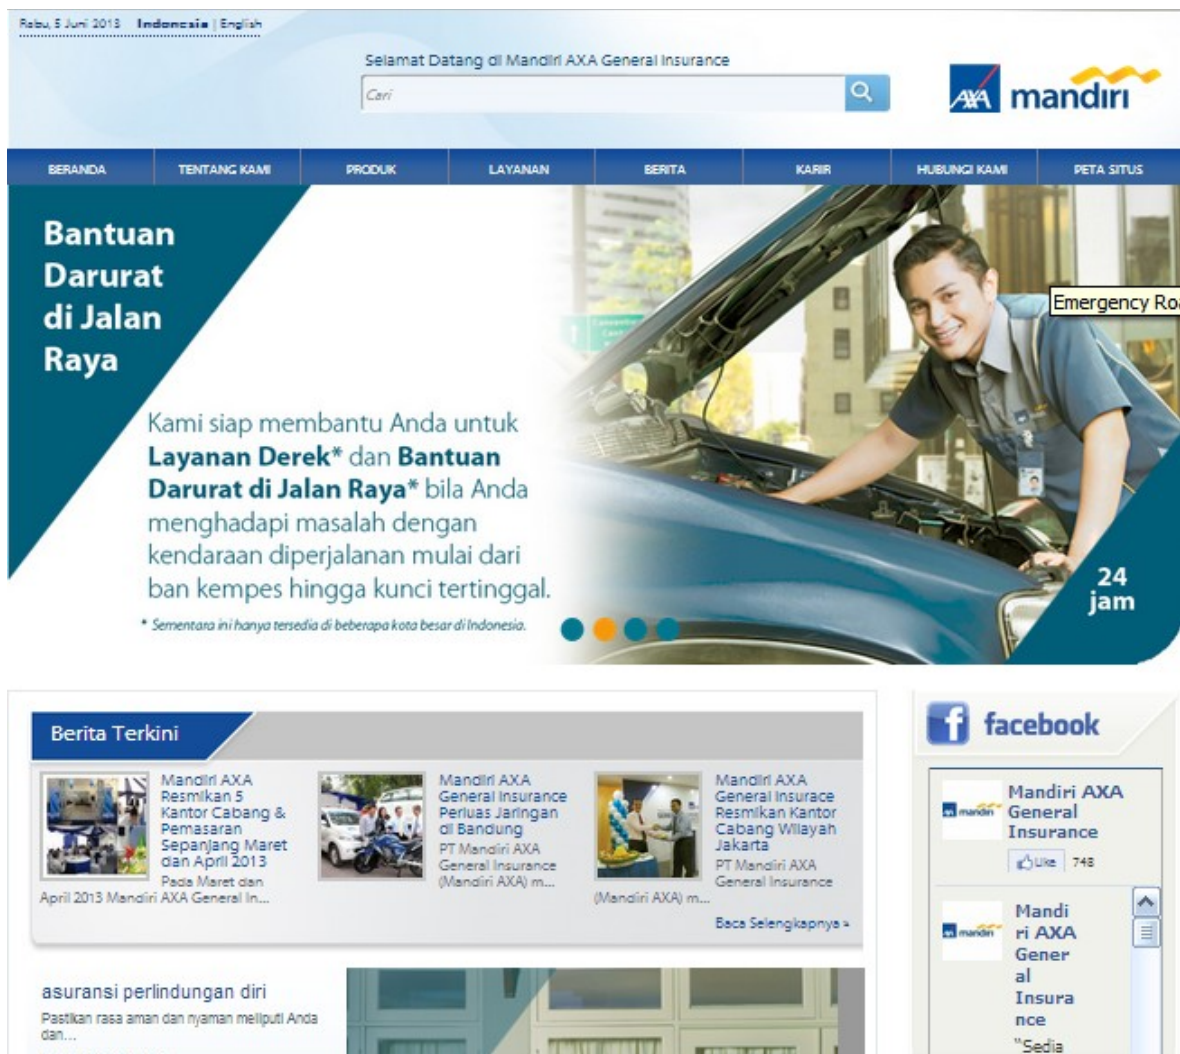 Rabu, 5 Juni 2013 Indonesia | English
Selamat Datang di Mandiri AXA General Insurance
Cari
AXA mandiri
BERANDA TENTANG KAMI PRODUK LAYANAN BERITA KARIR HUBUNGI KAMI PETA SITUS
Bantuan
Darurat
di Jalan
Raya
Emergency Roa
Kami siap membantu Anda untuk
Layanan Derek* dan Bantuan
Darurat di Jalan Raya* bila Anda
menghadapi masalah dengan
kendaraan diperjalanan mulai dari
ban kempes hingga kunci tertinggal.
* Sementara ini hanya tersedia di beberapa kota besar di Indonesia.
24
jam
Berita Terkini
Mandiri AXA
Resmikan 5
Kantor Cabang &
Pemasaran
Sepanjang Maret
dan April 2013
Pada Maret dan
April 2013 Mandiri AXA General In...
Mandiri AXA
General Insurance
Perluas Jaringan
di Bandung
PT Mandiri AXA
General Insurance
(Mandiri AXA) m...
Mandiri AXA
General Insurace
Resmikan Kantor
Cabang Wilayah
Jakarta
PT Mandiri AXA
General Insurance
(Mandiri AXA) m...
Baca Selengkapnya »
asuransi perlindungan diri
Pastikan rasa aman dan nyaman meliputi Anda
dan...
facebook
AXA mandiri
Mandiri AXA
General
Insurance
Like 748
AXA mandiri
Mandi
ri AXA
Gener
al
Insura
nce
"Sedia